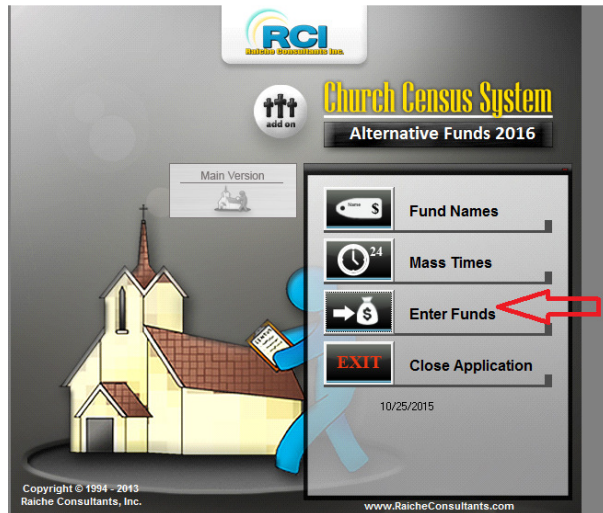 RCI
Raiche Consultants Inc.
add on
Church Census System
Alternative Funds 2016
Main Version
Name $
Fund Names
24
Mass Times
$
Enter Funds
CENSUS
EXIT
Close Application
10/25/2015
Copyright © 1994 - 2013
Raiche Consultants, Inc.
www.RaicheConsultants.com